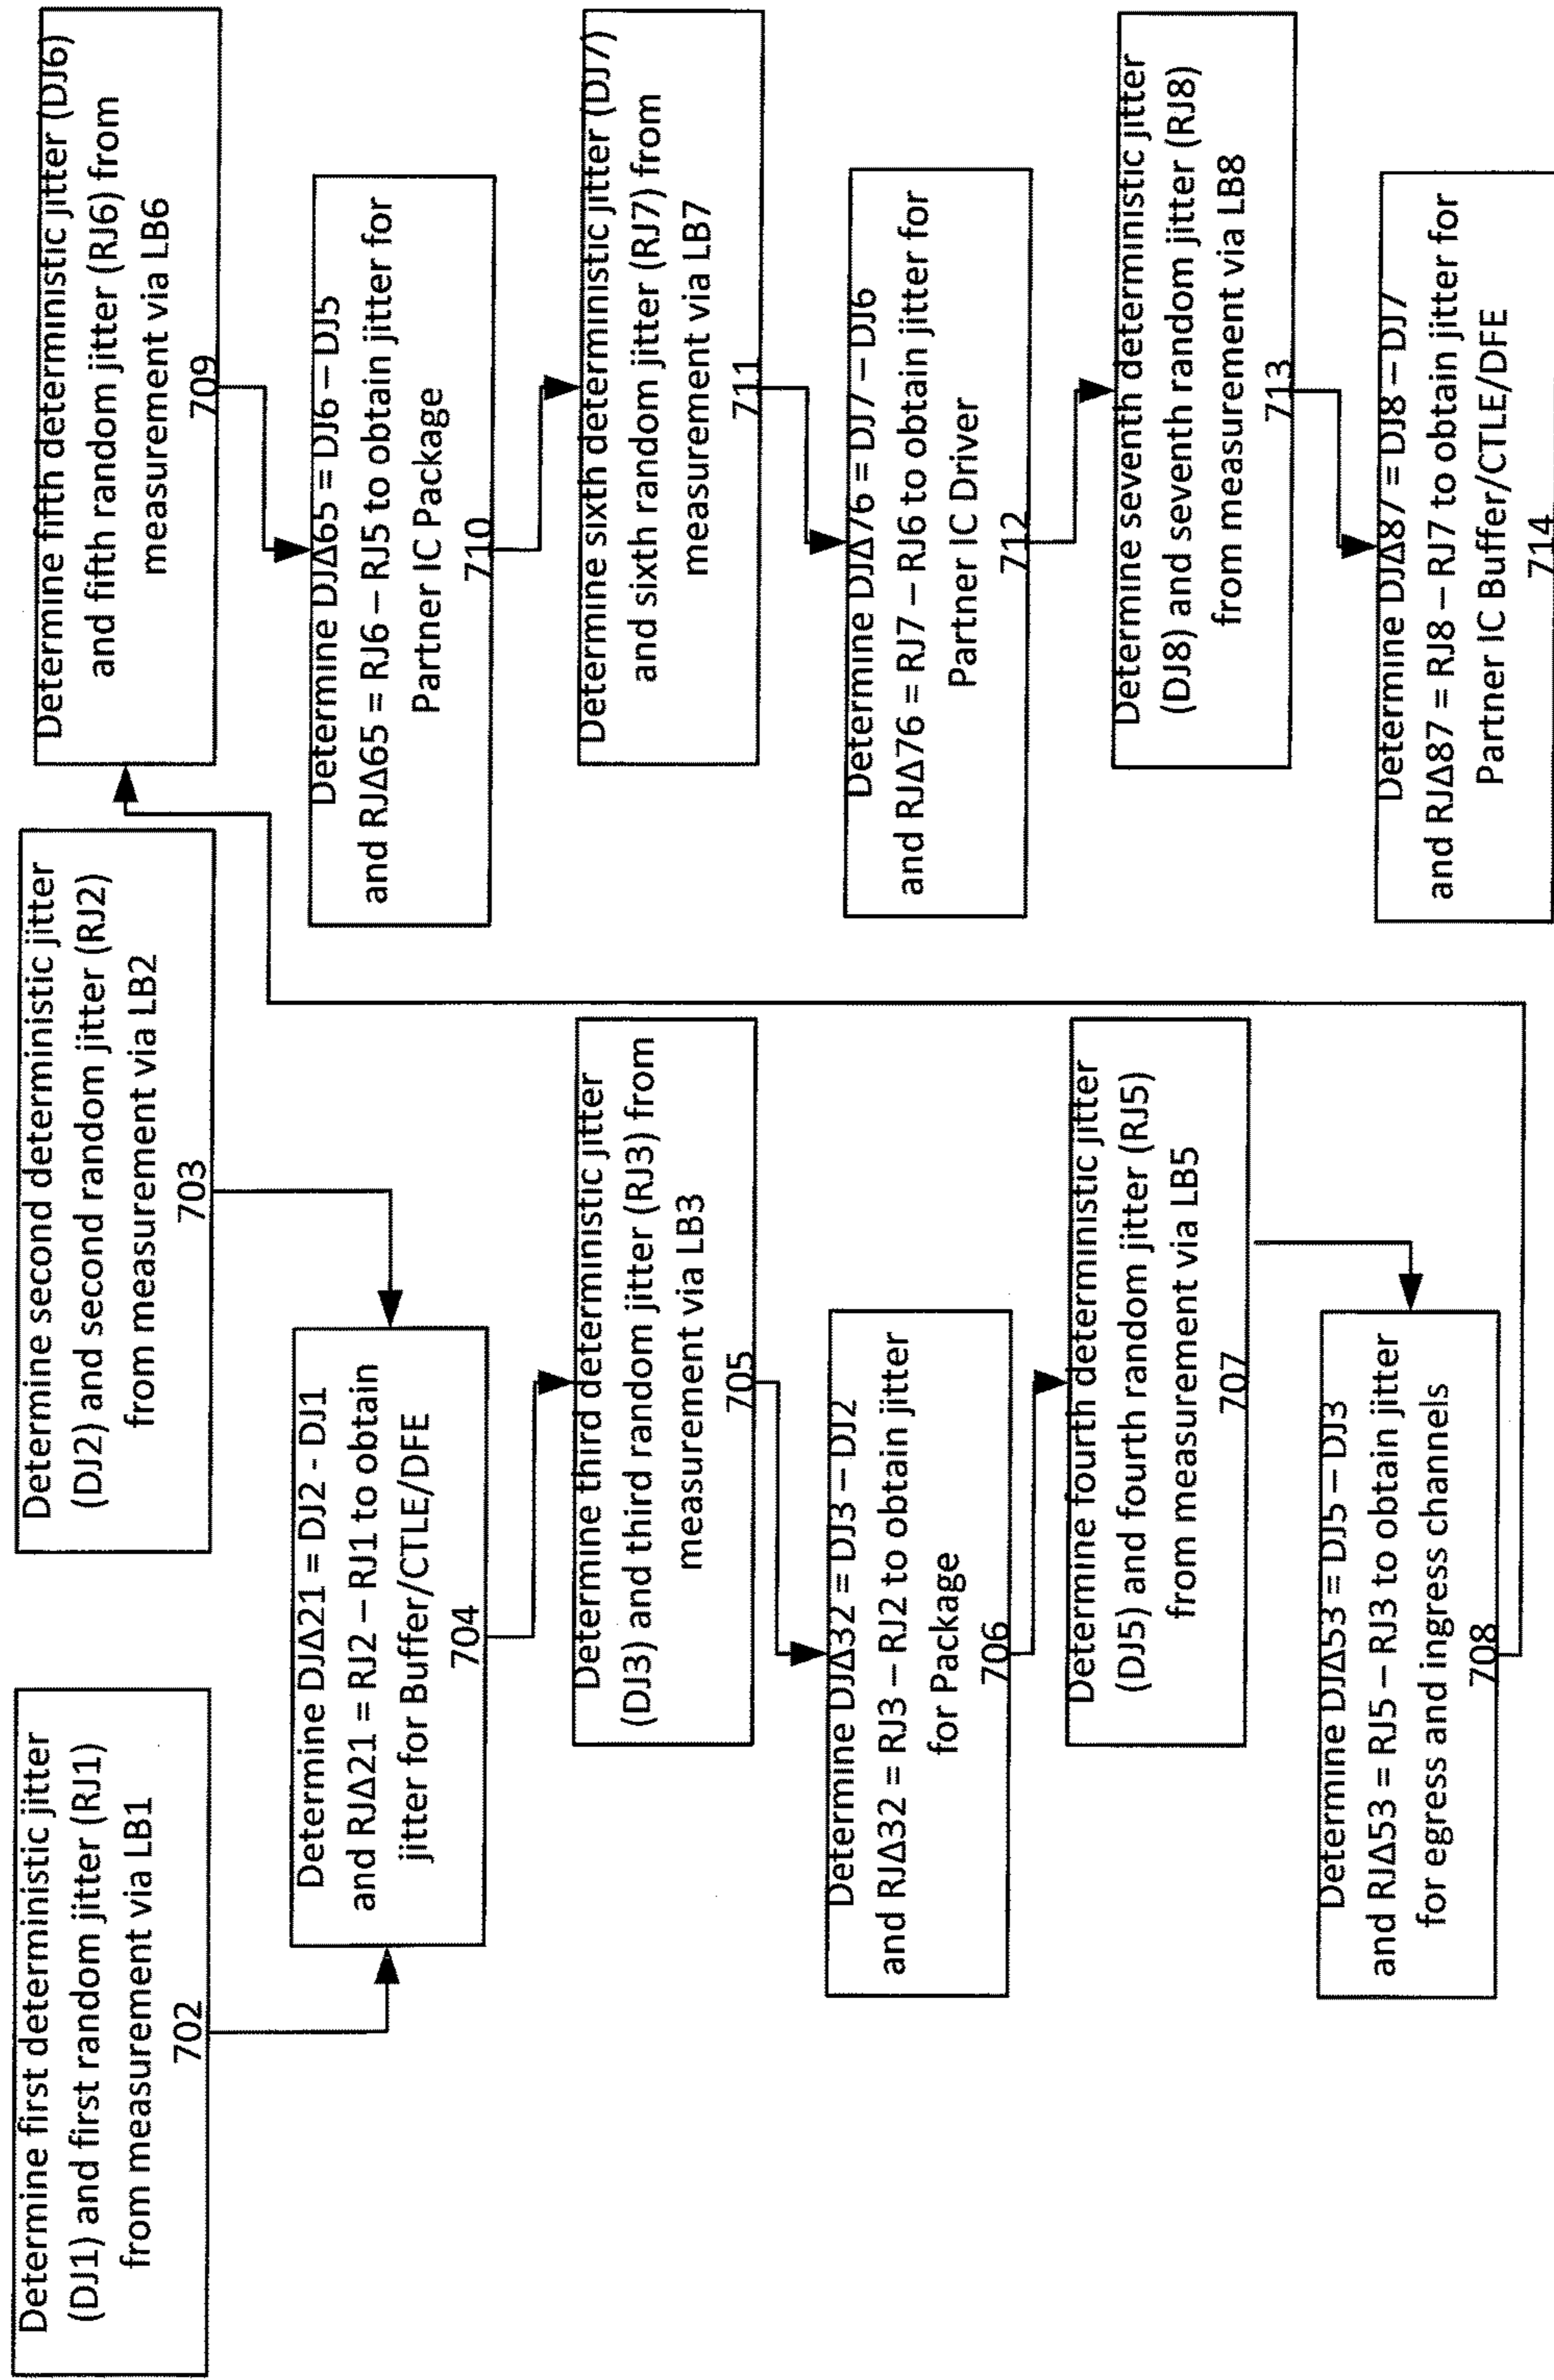 Determine first deterministic jitter
(DJ1) and first random jitter (RJ1)
from measurement via LB1
702
Determine second deterministic jitter
(DJ2) and second random jitter (RJ2)
from measurement via LB2
703
Determine DJΔ21 = DJ2 - DJ1
and RJΔ21 = RJ2 – RJ1 to obtain
jitter for Buffer/CTLE/DFE
704
Determine third deterministic jitter
(DJ3) and third random jitter (RJ3) from
measurement via LB3
705
Determine DJΔ32 = DJ3 – DJ2
and RJΔ32 = RJ3 – RJ2 to obtain jitter
for Package
706
Determine fourth deterministic jitter
(DJ5) and fourth random jitter (RJ5)
from measurement via LB5
707
Determine DJΔ53 = DJ5 – DJ3
and RJΔ53 = RJ5 – RJ3 to obtain jitter
for egress and ingress channels
708
Determine fifth deterministic jitter (DJ6)
and fifth random jitter (RJ6) from
measurement via LB6
709
Determine DJΔ65 = DJ6 – DJ5
and RJΔ65 = RJ6 – RJ5 to obtain jitter for
Partner IC Package
710
Determine sixth deterministic jitter (DJ7)
and sixth random jitter (RJ7) from
measurement via LB7
711
Determine DJΔ76 = DJ7 – DJ6
and RJΔ76 = RJ7 – RJ6 to obtain jitter for
Partner IC Driver
712
Determine seventh deterministic jitter
(DJ8) and seventh random jitter (RJ8)
from measurement via LB8
713
Determine DJΔ87 = DJ8 – DJ7
and RJΔ87 = RJ8 – RJ7 to obtain jitter for
Partner IC Buffer/CTLE/DFE
714